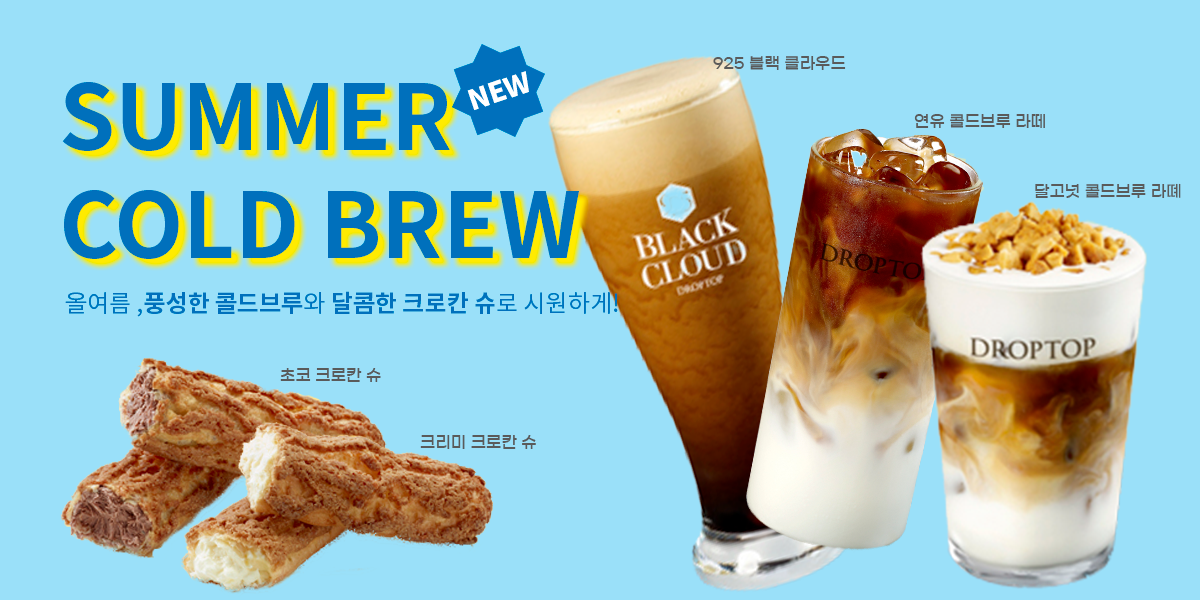 SUMMER
NEW
COLD BREW
올여름 ,풍성한 콜드브루와 달콤한 크로칸 슈로 시원하게!
925 블랙 클라우드
연유 콜드브루 라떼
달고넛 콜드브루 라떼
BLACK
CLOUD
DROPTOP
DROPTO
DROPTOP
초코 크로칸 슈
크리미 크로칸 슈